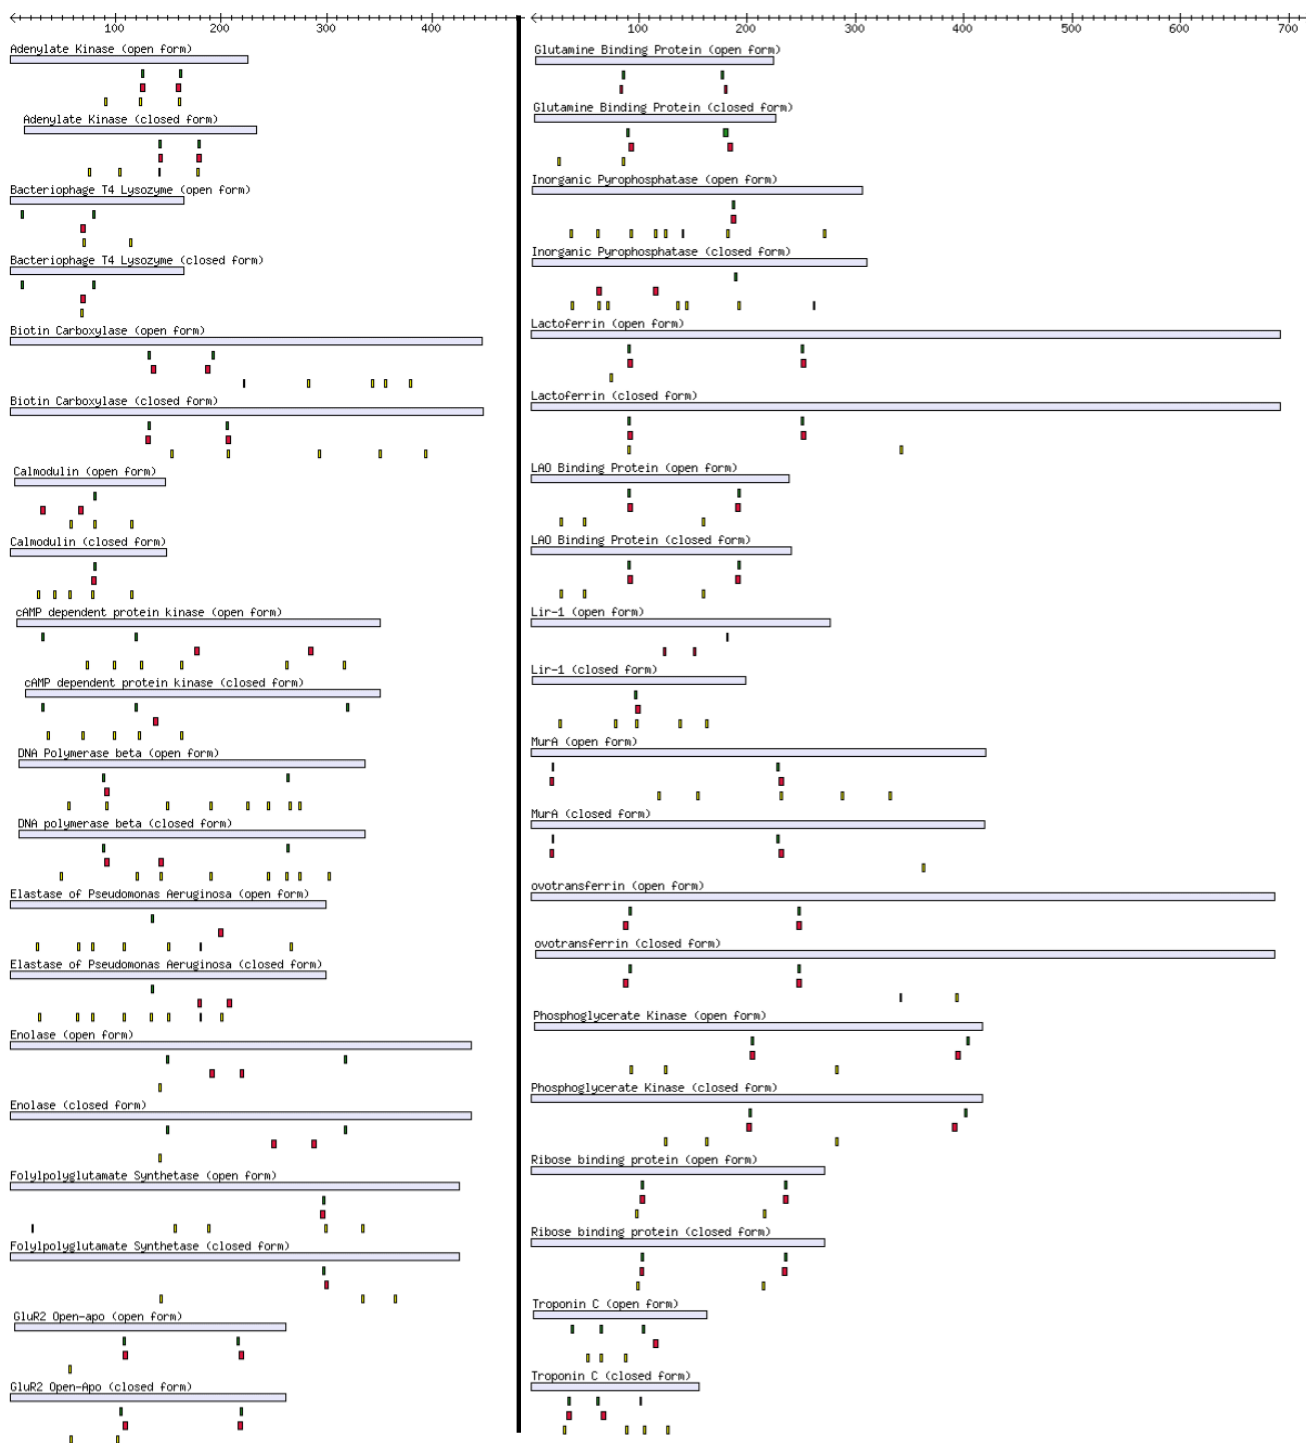 100 200 300 400
Adenylate Kinase (open form)
Adenylate Kinase (closed form)
Bacteriophage T4 Lysozyme (open form)
Bacteriophage T4 Lysozyme (closed form)
Biotin Carboxylase (open form)
Biotin Carboxylase (closed form)
Calmodulin (open form)
Calmodulin (closed form)
cAMP dependent protein kinase (open form)
cAMP dependent protein kinase (closed form)
DNA Polymerase beta (open form)
DNA polymerase beta (closed form)
Elastase of Pseudomonas Aeruginosa (open form)
Elastase of Pseudomonas Aeruginosa (closed form)
Enolase (open form)
Enolase (closed form)
Folylpolyglutamate Synthetase (open form)
Folylpolyglutamate Synthetase (closed form)
GluR2 Open-apo (open form)
GluR2 Open-Apo (closed form)
100 200 300 400 500 600 700
Glutamine Binding Protein (open form)
Glutamine Binding Protein (closed form)
Inorganic Pyrophosphatase (open form)
Inorganic Pyrophosphatase (closed form)
Lactoferrin (open form)
Lactoferrin (closed form)
LAO Binding Protein (open form)
LAO Binding Protein (closed form)
Lir-1 (open form)
Lir-1 (closed form)
MurA (open form)
MurA (closed form)
ovotransferrin (open form)
ovotransferrin (closed form)
Phosphoglycerate Kinase (open form)
Phosphoglycerate Kinase (closed form)
Ribose binding protein (open form)
Ribose binding protein (closed form)
Troponin C (open form)
Troponin C (closed form)